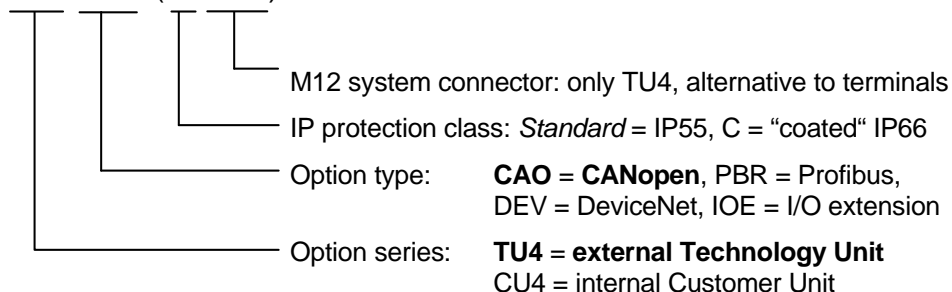 M12 system connector: only TU4, alternative to terminals
IP protection class: Standard = IP55, C = “coated“ IP66
Option type: CAO = CANopen, PBR = Profibus,
DEV = DeviceNet, IOE = I/O extension
Option series: TU4 = external Technology Unit
CU4 = internal Customer Unit